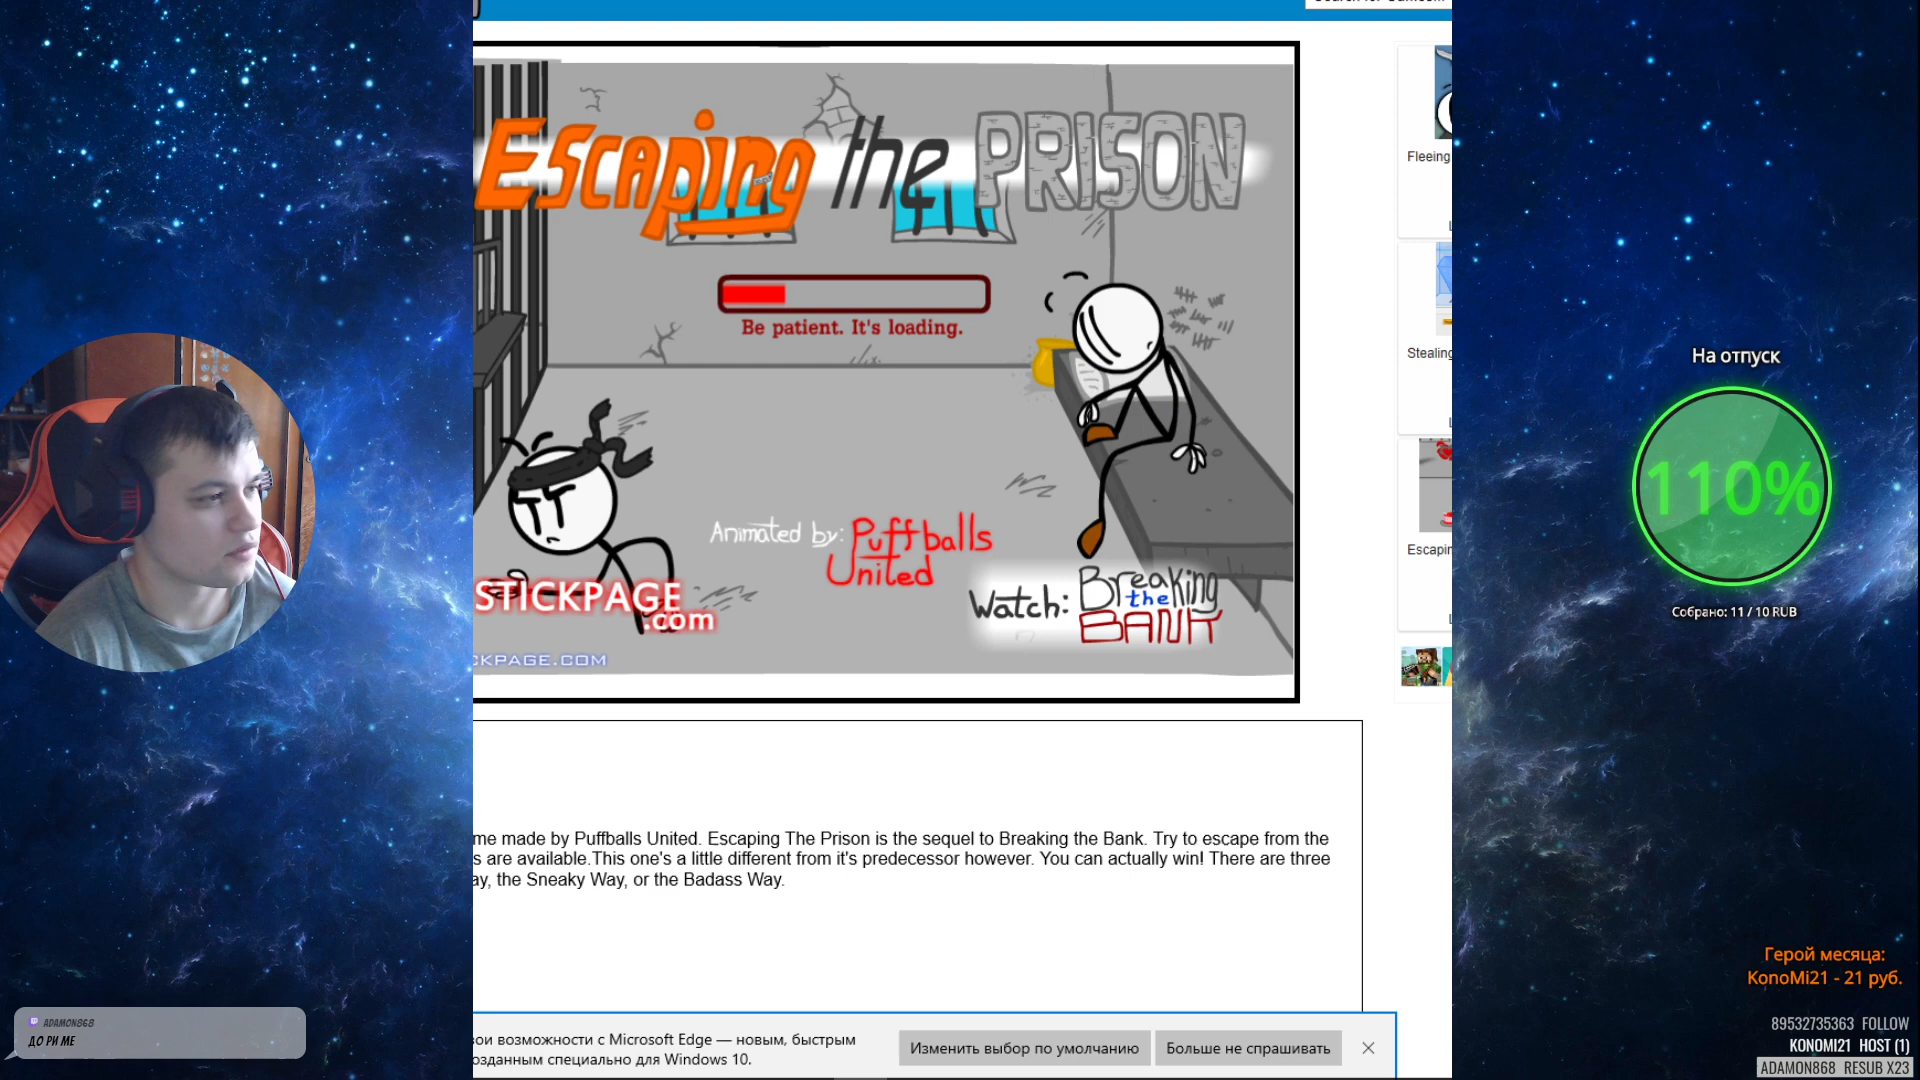 Escaping the PRISON
Be patient. It's loading.
Animated by: Puffballs
United
Watch: Breaking
the
BANK
STICKPAGE
.com
CKPAGE.COM
Fleeing
Stealing
Escapin
me made by Puffballs United. Escaping The Prison is the sequel to Breaking the Bank. Try to escape from the
s are available.This one's a little different from it's predecessor however. You can actually win! There are three
ay, the Sneaky Way, or the Badass Way.
вои возможности с Microsoft Edge — новым, быстрым
озданным специально для Windows 10.
Изменить выбор по умолчанию
Больше не спрашивать
На отпуск
110%
Собрано: 11 / 10 RUB
Герой месяца:
KonoMi21 - 21 руб.
89532735363 FOLLOW
KONOMI21 HOST (1)
ADAMON868 RESUB X23
ADAMON868
ДО РИ МЕ